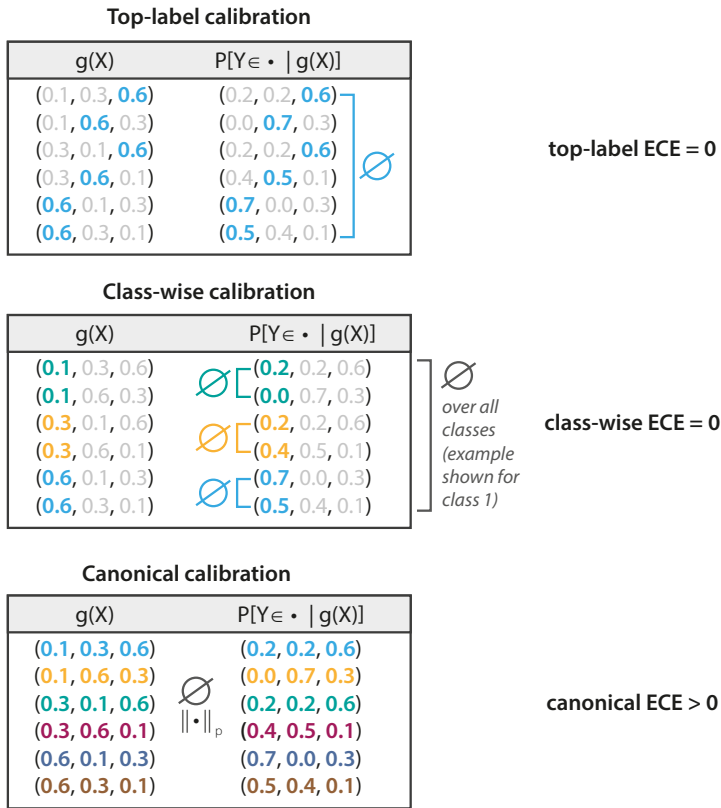 Top-label calibration
g(X) P[Y∈ • | g(X)]
(0.1, 0.3, 0.6) (0.2, 0.2, 0.6)
(0.1, 0.6, 0.3) (0.0, 0.7, 0.3)
(0.3, 0.1, 0.6) (0.2, 0.2, 0.6)
(0.3, 0.6, 0.1) (0.4, 0.5, 0.1)
(0.6, 0.1, 0.3) (0.7, 0.0, 0.3)
(0.6, 0.3, 0.1) (0.5, 0.4, 0.1)
∅
top-label ECE = 0
Class-wise calibration
g(X) P[Y∈ • | g(X)]
(0.1, 0.3, 0.6) (0.2, 0.2, 0.6)
(0.1, 0.6, 0.3) ∅ (0.0, 0.7, 0.3)
(0.3, 0.1, 0.6) (0.2, 0.2, 0.6)
(0.3, 0.6, 0.1) ∅ (0.4, 0.5, 0.1)
(0.6, 0.1, 0.3) (0.7, 0.0, 0.3)
(0.6, 0.3, 0.1) ∅ (0.5, 0.4, 0.1)
∅
over all
classes
(example
shown for
class 1)
class-wise ECE = 0
Canonical calibration
g(X) P[Y∈ • | g(X)]
(0.1, 0.3, 0.6) (0.2, 0.2, 0.6)
(0.1, 0.6, 0.3) (0.0, 0.7, 0.3)
(0.3, 0.1, 0.6) ∅ (0.2, 0.2, 0.6)
(0.3, 0.6, 0.1) ‖•‖p (0.4, 0.5, 0.1)
(0.6, 0.1, 0.3) (0.7, 0.0, 0.3)
(0.6, 0.3, 0.1) (0.5, 0.4, 0.1)
canonical ECE > 0